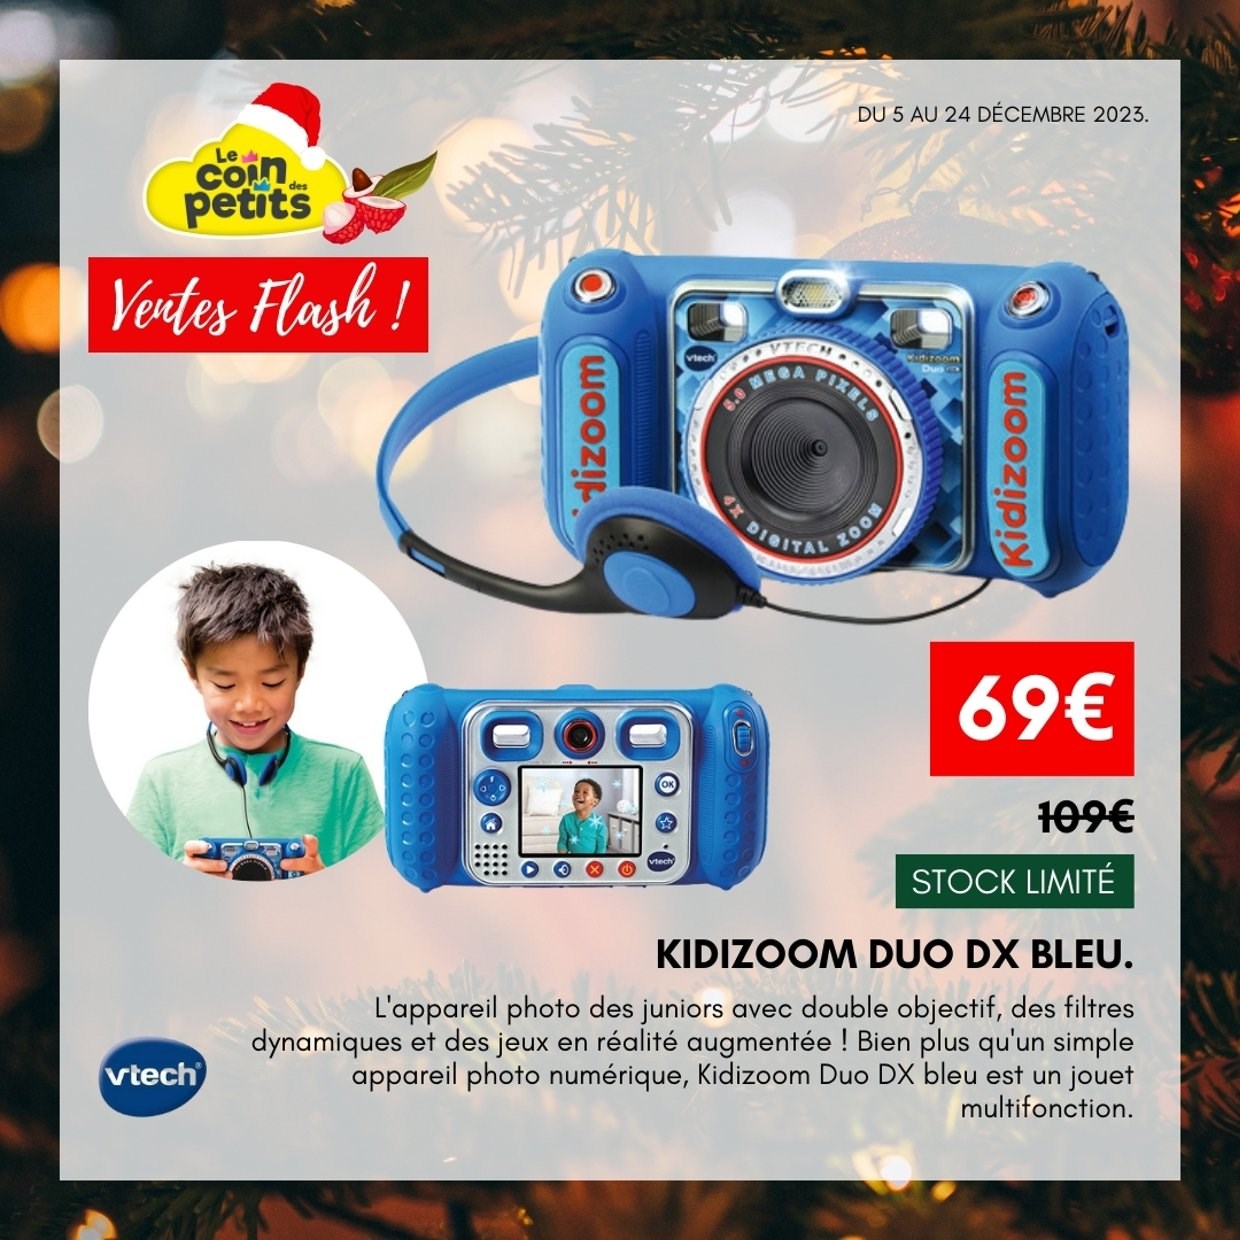 DU 5 AU 24 DÉCEMBRE 2023.
Le
coin
des
petits
Ventes Flash !
VTECH
5.0 MEGA PIXELS
4X DIGITAL ZOOM
vtech
Kidizoom
Duo DX
Kidizoom
69€
109€
OK
vtech
STOCK LIMITÉ
KIDIZOOM DUO DX BLEU.
L'appareil photo des juniors avec double objectif, des filtres
dynamiques et des jeux en réalité augmentée ! Bien plus qu'un simple
appareil photo numérique, Kidizoom Duo DX bleu est un jouet
multifonction.
vtech